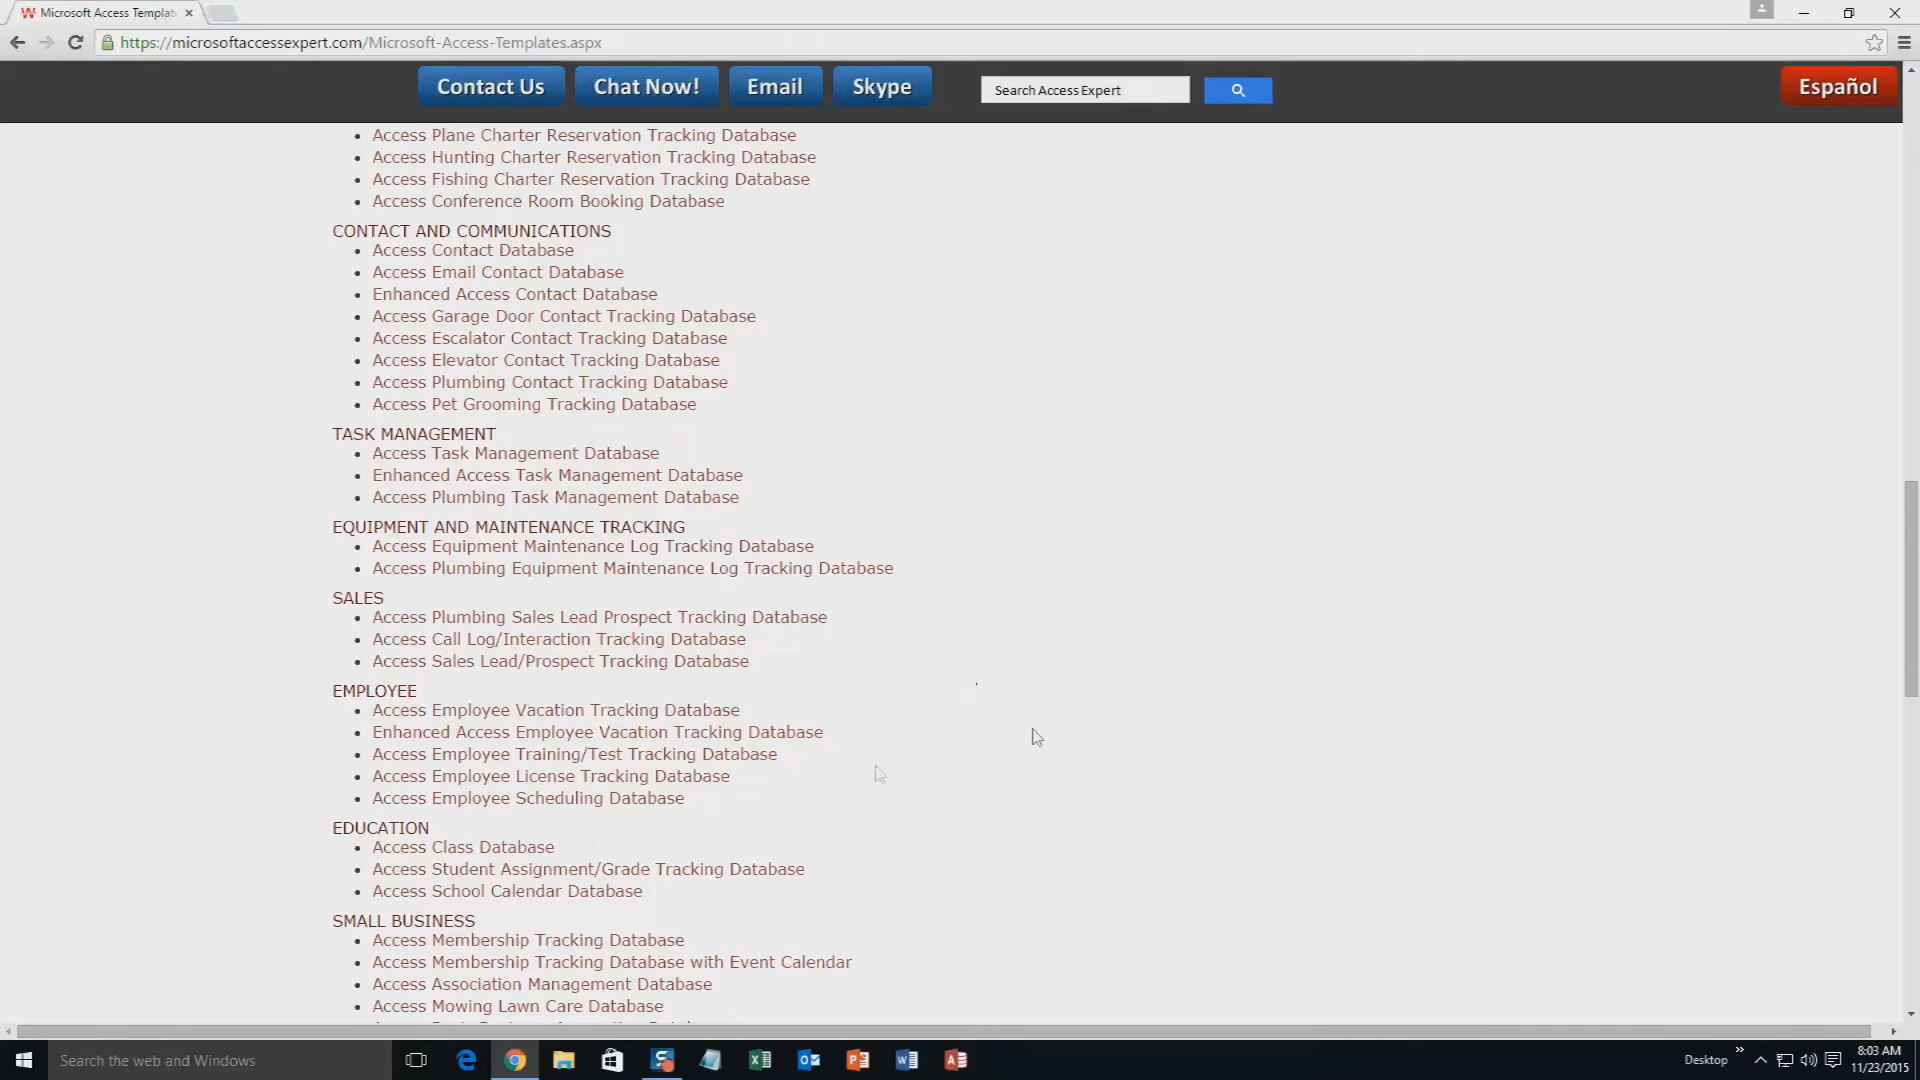 Microsoft Access Templat
https://microsoftaccessexpert.com/Microsoft-Access-Templates.aspx
Contact Us
Chat Now!
Email
Skype
Search Access Expert
Español
Access Plane Charter Reservation Tracking Database
Access Hunting Charter Reservation Tracking Database
Access Fishing Charter Reservation Tracking Database
Access Conference Room Booking Database
CONTACT AND COMMUNICATIONS
Access Contact Database
Access Email Contact Database
Enhanced Access Contact Database
Access Garage Door Contact Tracking Database
Access Escalator Contact Tracking Database
Access Elevator Contact Tracking Database
Access Plumbing Contact Tracking Database
Access Pet Grooming Tracking Database
TASK MANAGEMENT
Access Task Management Database
Enhanced Access Task Management Database
Access Plumbing Task Management Database
EQUIPMENT AND MAINTENANCE TRACKING
Access Equipment Maintenance Log Tracking Database
Access Plumbing Equipment Maintenance Log Tracking Database
SALES
Access Plumbing Sales Lead Prospect Tracking Database
Access Call Log/Interaction Tracking Database
Access Sales Lead/Prospect Tracking Database
EMPLOYEE
Access Employee Vacation Tracking Database
Enhanced Access Employee Vacation Tracking Database
Access Employee Training/Test Tracking Database
Access Employee License Tracking Database
Access Employee Scheduling Database
EDUCATION
Access Class Database
Access Student Assignment/Grade Tracking Database
Access School Calendar Database
SMALL BUSINESS
Access Membership Tracking Database
Access Membership Tracking Database with Event Calendar
Access Association Management Database
Access Mowing Lawn Care Database
Search the web and Windows
Desktop
8:03 AM
11/23/2015